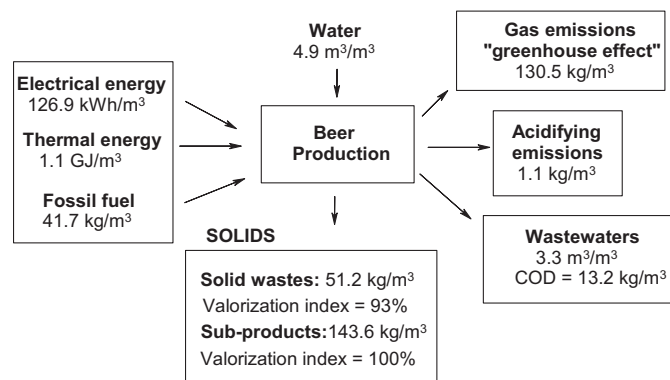 Water
4.9 m³/m³
Gas emissions
"greenhouse effect"
130.5 kg/m³
Electrical energy
126.9 kWh/m³
Thermal energy
1.1 GJ/m³
Fossil fuel
41.7 kg/m³
Beer
Production
Acidifying
emissions
1.1 kg/m³
Wastewaters
3.3 m³/m³
COD = 13.2 kg/m³
SOLIDS
Solid wastes: 51.2 kg/m³
Valorization index = 93%
Sub-products:143.6 kg/m³
Valorization index = 100%